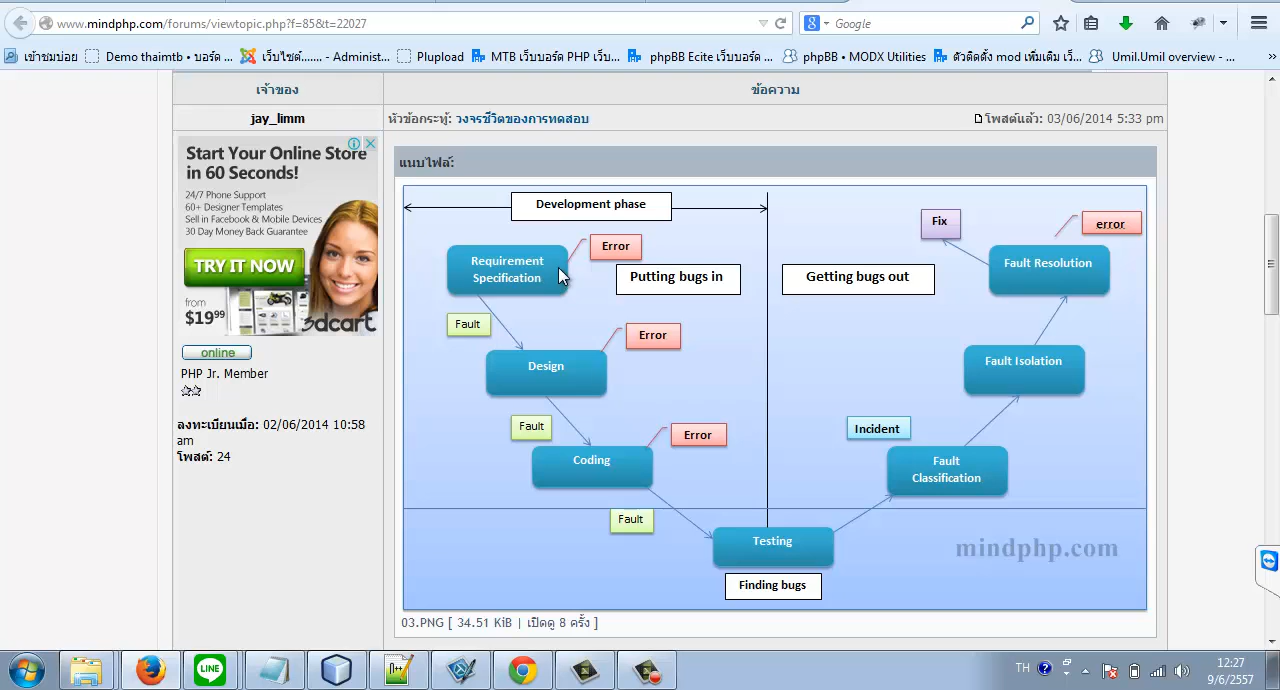 www.mindphp.com/forums/viewtopic.php?f=85&t=22027
Google
เข้าชมบ่อย
Demo thaimtb • บอร์ด ...
เว็บไซต์....... - Administ...
Plupload
MTB เว็บบอร์ด PHP เว็บ...
phpBB Ecite เว็บบอร์ด ...
phpBB • MODX Utilities
ตัวติดตั้ง mod เพิ่มเติม เว็...
Umil.Umil overview - ...
»
เจ้าของ
ข้อความ
jay_limm
หัวข้อกระทู้: วงจรชีวิตของการทดสอบ
โพสต์แล้ว: 03/06/2014 5:33 pm
Start Your Online Store
in 60 Seconds!
24/7 Phone Support
60+ Designer Templates
Sell in Facebook & Mobile Devices
30 Day Money Back Guarantee
TRY IT NOW
from
$19.99
3dcart
online
PHP Jr. Member
ลงทะเบียนเมื่อ: 02/06/2014 10:58
am
โพสต์: 24
แนบไฟล์:
Development phase
Error
Requirement
Specification
Putting bugs in
Getting bugs out
Fix
error
Fault Resolution
Fault
Error
Design
Fault Isolation
Fault
Error
Incident
Coding
Fault
Classification
Fault
Testing
mindphp.com
Finding bugs
03.PNG [ 34.51 KiB | เปิดดู 8 ครั้ง ]
LINE
TH
12:27
9/6/2557